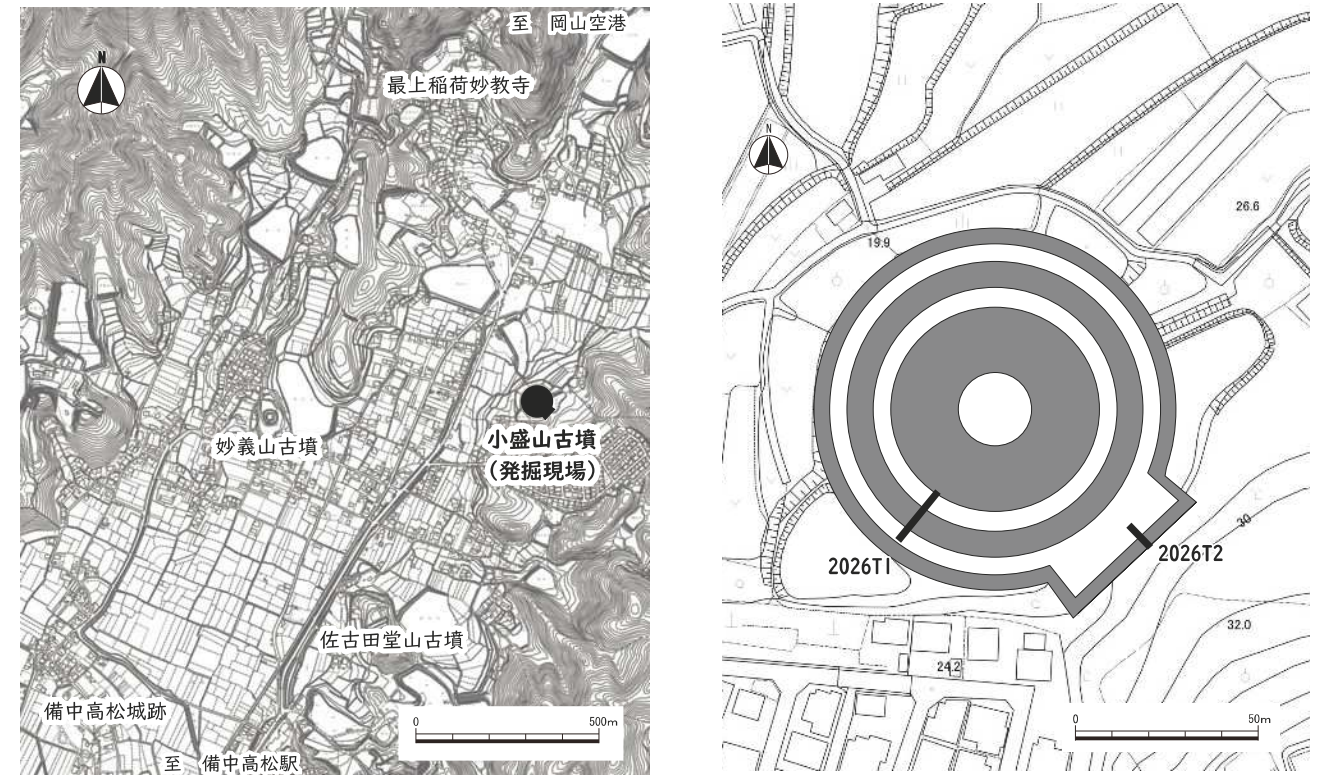 至　岡山空港
N
最上稲荷妙教寺
妙義山古墳
小盛山古墳
(発掘現場)
佐古田堂山古墳
備中高松城跡
至　備中高松駅
0 500m
N
26.6
19.9
2026T1
2026T2
30
32.0
24.2
0 50m